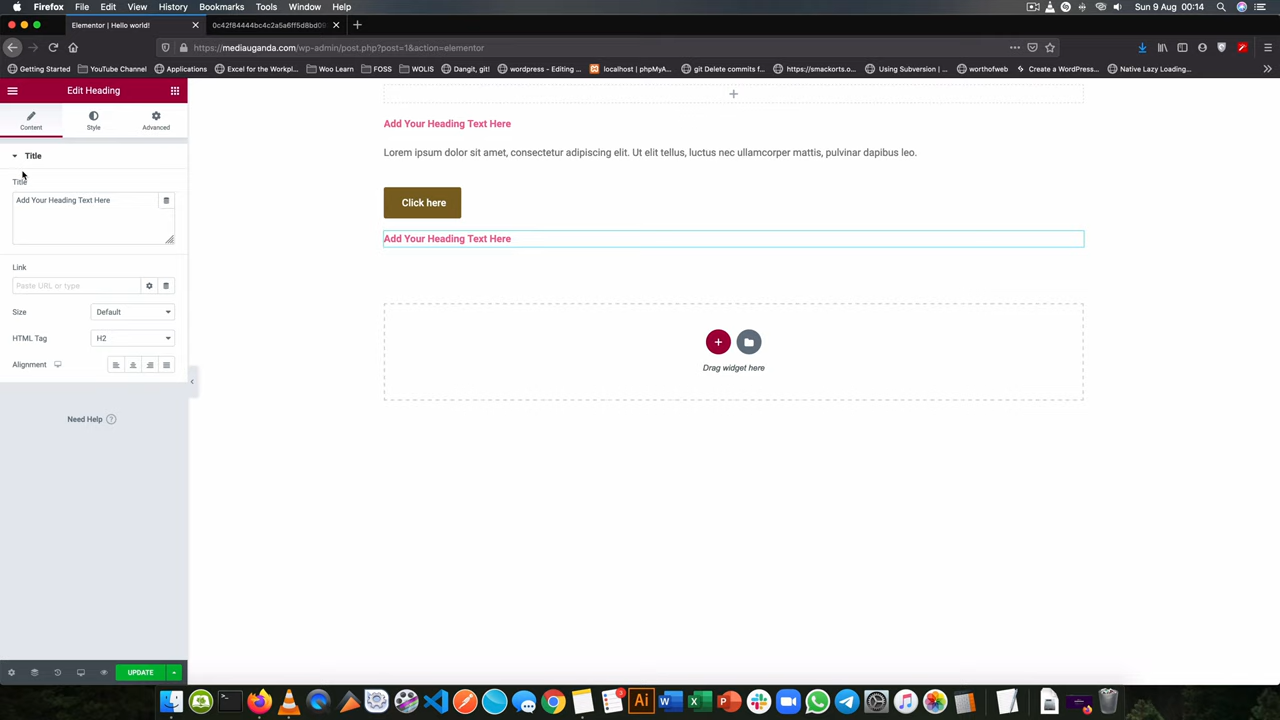 Firefox File Edit View History Bookmarks Tools Window Help Sun 9 Aug 00:14
Elementor | Hello world!
https://mediauganda.com/wp-admin/post.php?post=1&action=elementor
Getting Started YouTube Channel Applications Excel for the Workpl... Woo Learn FOSS WOLIS Dangit, git! wordpress - Editing ... localhost | phpMyA... git Delete commits f... https://smackorts.o... Using Subversion | ... worthofweb Create a WordPress... Native Lazy Loading...
Edit Heading
Content Style Advanced
Title
Title
Add Your Heading Text Here
Link
Paste URL or type
Size Default
HTML Tag H2
Alignment
Need Help
UPDATE
Add Your Heading Text Here
Lorem ipsum dolor sit amet, consectetur adipiscing elit. Ut elit tellus, luctus nec ullamcorper mattis, pulvinar dapibus leo.
Click here
Add Your Heading Text Here
Drag widget here
3
Ai